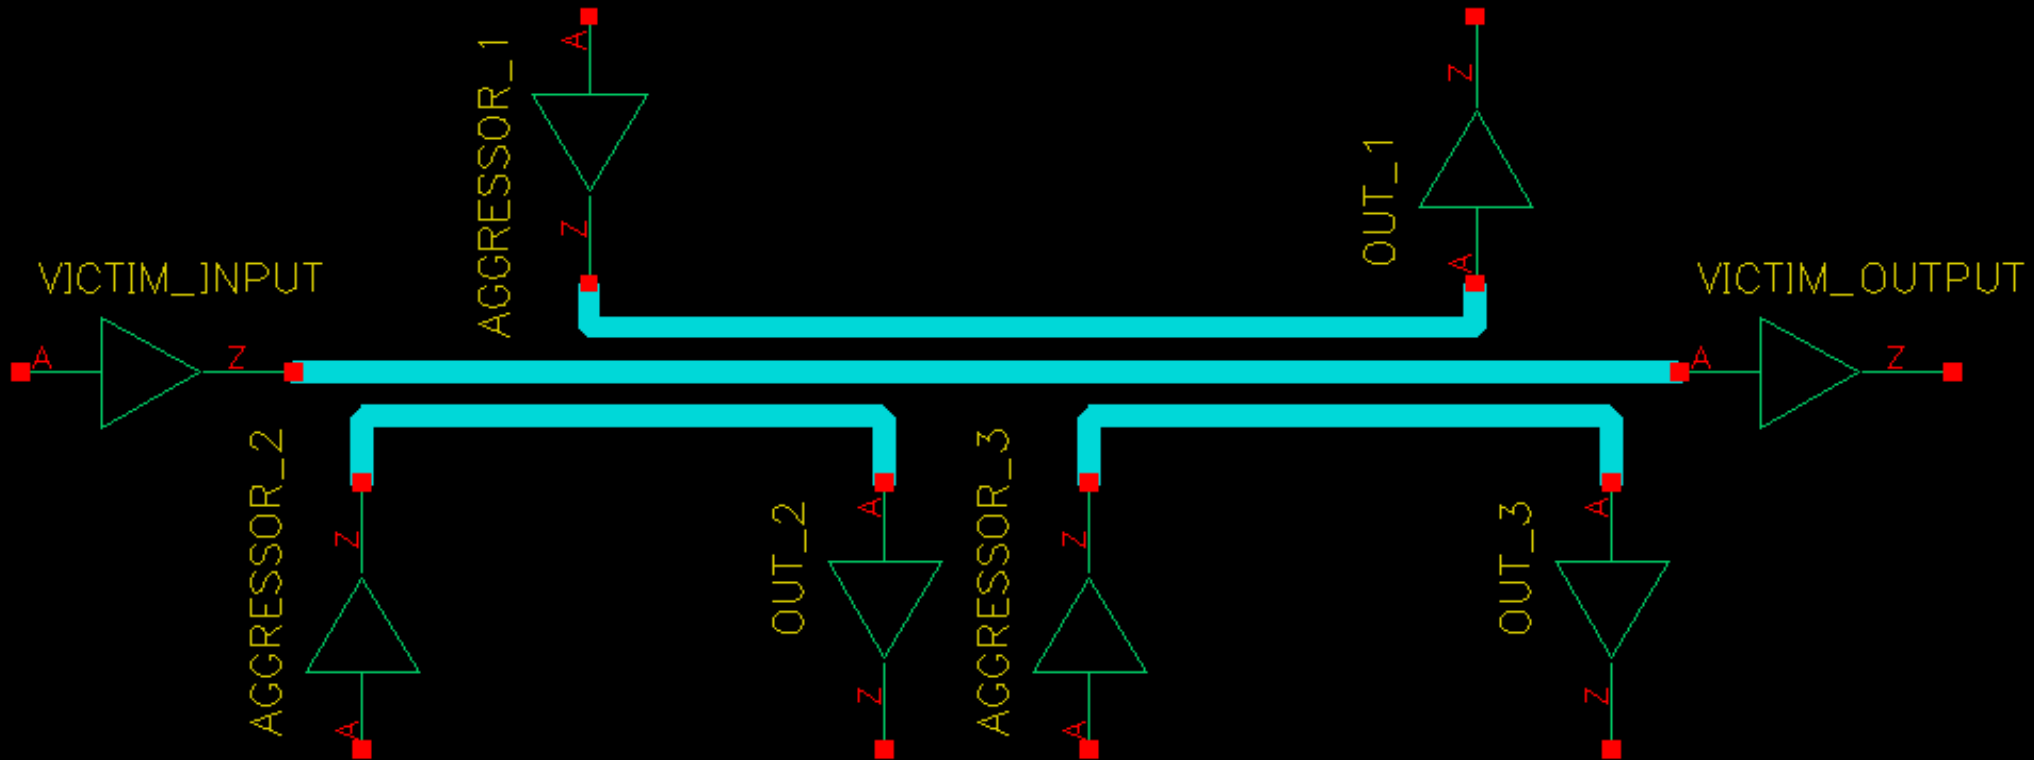 A
AGGRESSOR_1
Z
Z
OUT_1
A
VICTIM_INPUT
A
Z
VICTIM_OUTPUT
A
Z
AGGRESSOR_2
Z
A
OUT_2
A
Z
AGGRESSOR_3
Z
A
OUT_3
A
Z